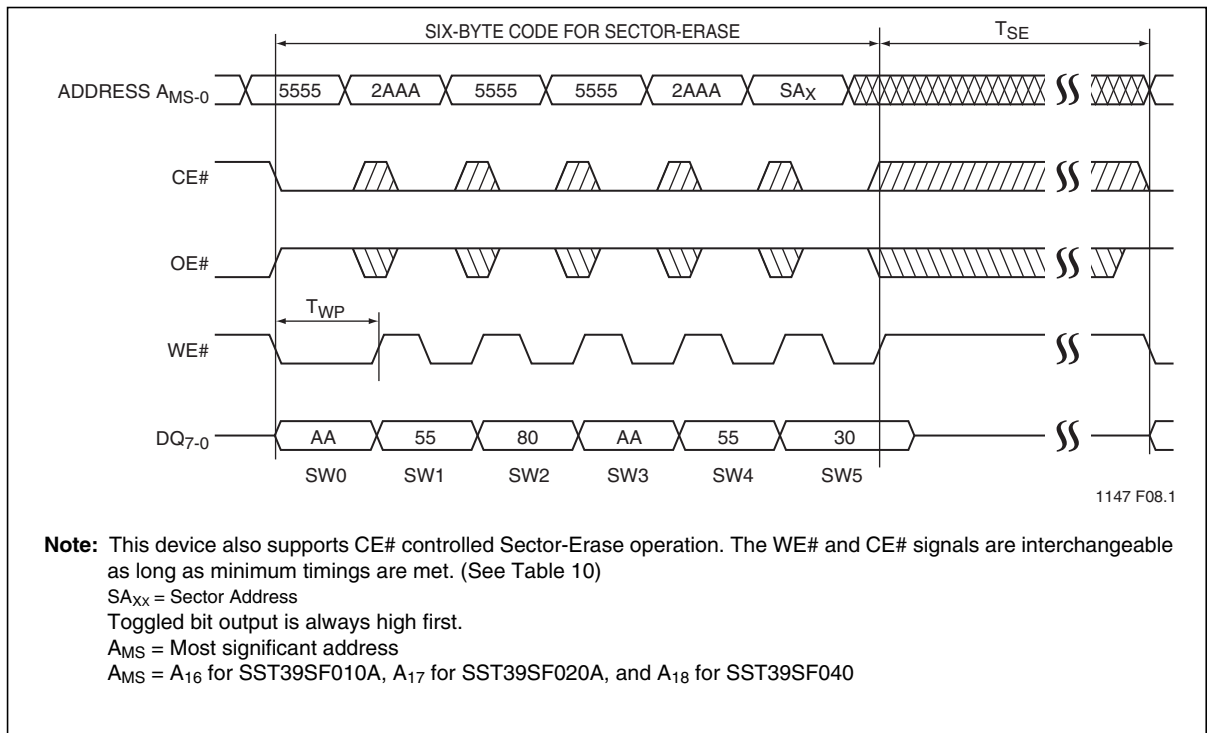 SIX-BYTE CODE FOR SECTOR-ERASE TSE
ADDRESS AMS-0 5555 2AAA 5555 5555 2AAA SAX
CE#
OE#
TWP
WE#
DQ7-0 AA 55 80 AA 55 30
SW0 SW1 SW2 SW3 SW4 SW5
1147 F08.1
Note: This device also supports CE# controlled Sector-Erase operation. The WE# and CE# signals are interchangeable
as long as minimum timings are met. (See Table 10)
SAXx = Sector Address
Toggled bit output is always high first.
AMS = Most significant address
AMS = A16 for SST39SF010A, A17 for SST39SF020A, and A18 for SST39SF040